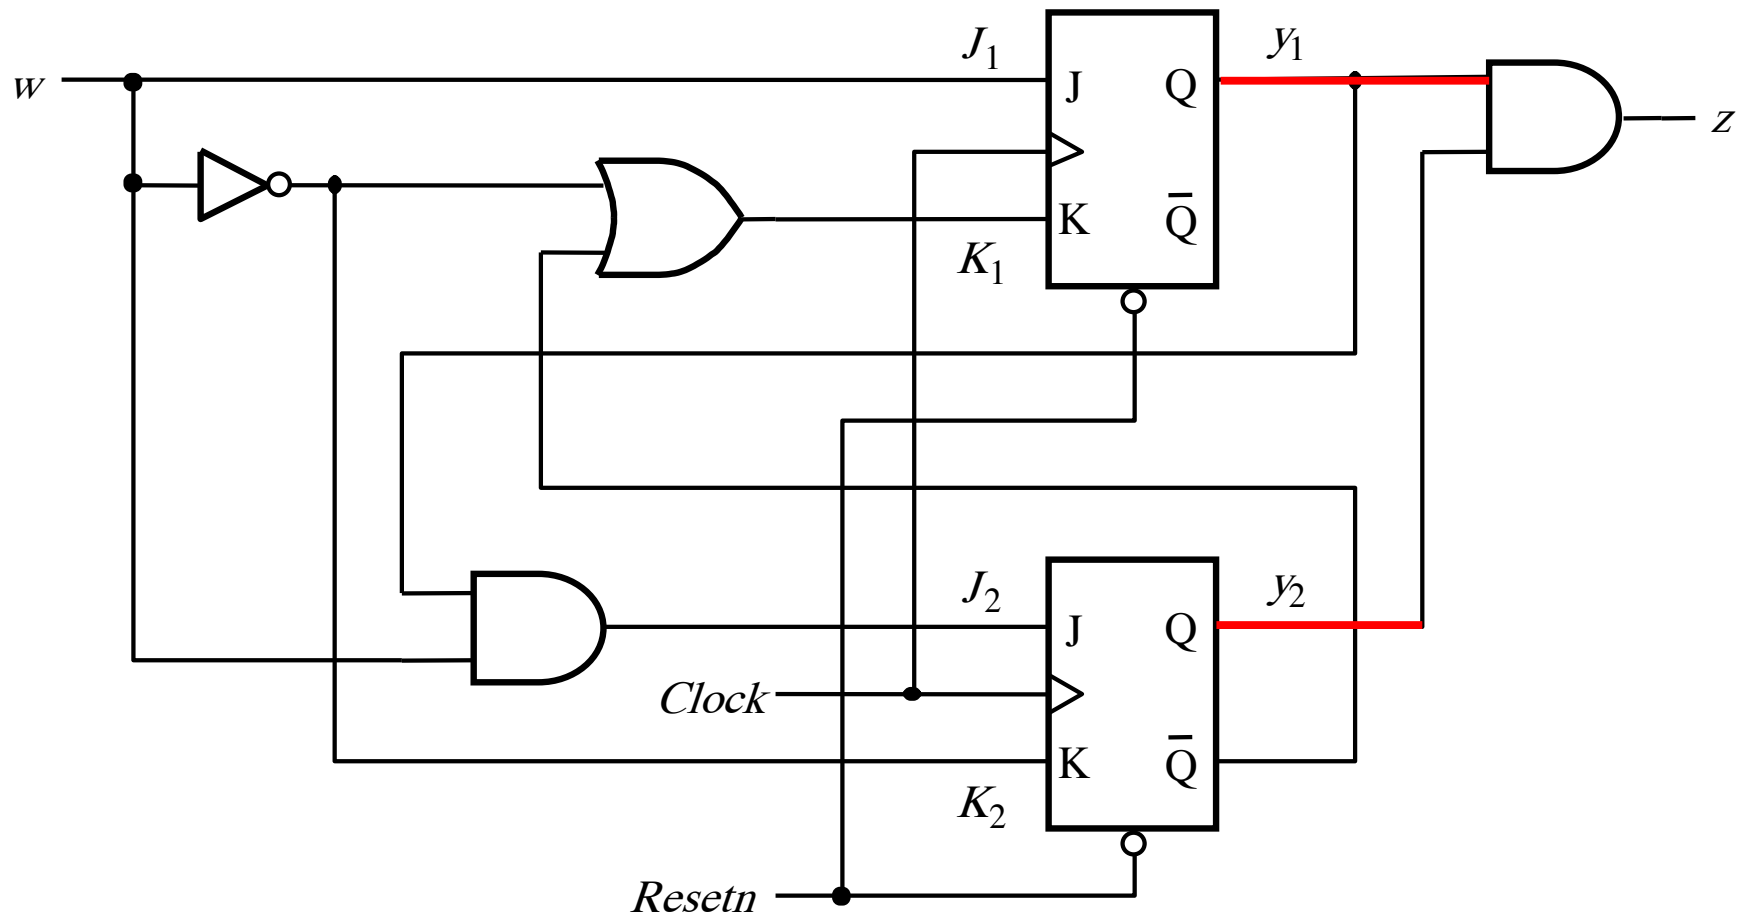 J₁
y₁
w
J
Q
z
K
Q̅
K₁
J₂
y₂
J
Q
Clock
K
Q̅
K₂
Resetn